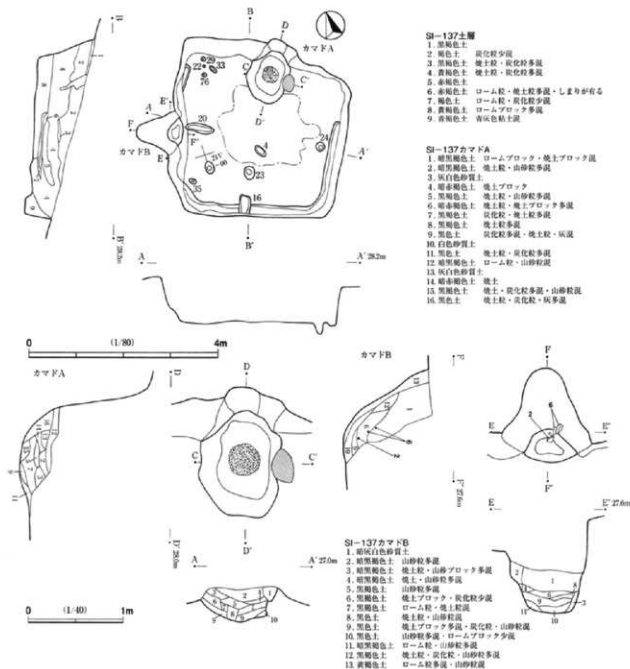 SI-137土層
1. 黒褐色土
2. 褐色土　炭化粒少混
3. 黒褐色土　焼土粒・炭化粒多混
4. 黄褐色土　焼土粒・炭化粒多混
5. 赤褐色土
6. 赤褐色土　ローム粒・焼土粒多混・しまりが有る
7. 褐色土　ローム粒・炭化粒少混
8. 黄褐色土　ロームブロック多混
9. 青褐色土　青灰色粘土混
SI-137カマドA
1. 暗黒褐色土　ロームブロック・焼土ブロック混
2. 暗黒褐色土　焼土粒・山砂粒多混
3. 灰白色砂質土
4. 暗赤褐色土　焼土ブロック
5. 黒褐色土　焼土粒・山砂粒多混
6. 暗赤褐色土　焼土粒・焼土ブロック多混
7. 黒褐色土　炭化粒・焼土粒多混
8. 黒褐色土　焼土粒多混
9. 黒色土　炭化粒多混・焼土粒・灰混
10. 白色砂質土
11. 黒色土　焼土粒・炭化粒多混
12. 暗黒褐色土　ローム粒・山砂粒混
13. 灰白色砂質土
14. 暗赤褐色土　焼土
15. 黒褐色土　焼土・炭化粒多混・山砂粒混
16. 黒色土　焼土粒・炭化粒・灰多混
B
カマドA
D
C
C'
D'
E'
A
F
カマドB
F'
E
22
29
33
76
20
4
24
23
35
16
A'
B
B'
B' 28.2m
A
A' 28.2m
0 (1/80) 4m
カマドA
D
D' 28.0m
D
C
C'
D'
カマドB
F
F' 27.6m
F
2
6
E
E'
F'
E
E' 27.6m
A
A' 27.0m
0 (1/40) 1m
SI-137カマドB
1. 暗灰白色砂質土
2. 暗黒褐色土　山砂粒多混
3. 暗黒褐色土　焼土粒・山砂ブロック多混
4. 暗黒褐色土　焼土・山砂粒多混
5. 黒褐色土　山砂粒多混
6. 黒褐色土　焼土ブロック・炭化粒少混
7. 黒褐色土　ローム粒・焼土粒混
8. 黒色土　焼土・山砂粒混
9. 黒色土　焼土ブロック多混・炭化粒・山砂粒混
10. 黒色土　山砂粒多混・ロームブロック少混
11. 暗黒褐色土　ローム粒・山砂粒多混
12. 黒褐色土　焼土粒・炭化粒・山砂粒多混
13. 黄褐色土　ローム粒多混・山砂粒混